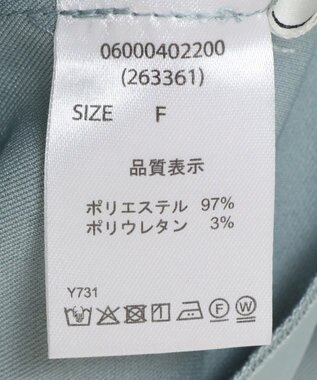 06000402200
(263361)
SIZE F
品質表示
ポリエステル 97%
ポリウレタン 3%
Y731